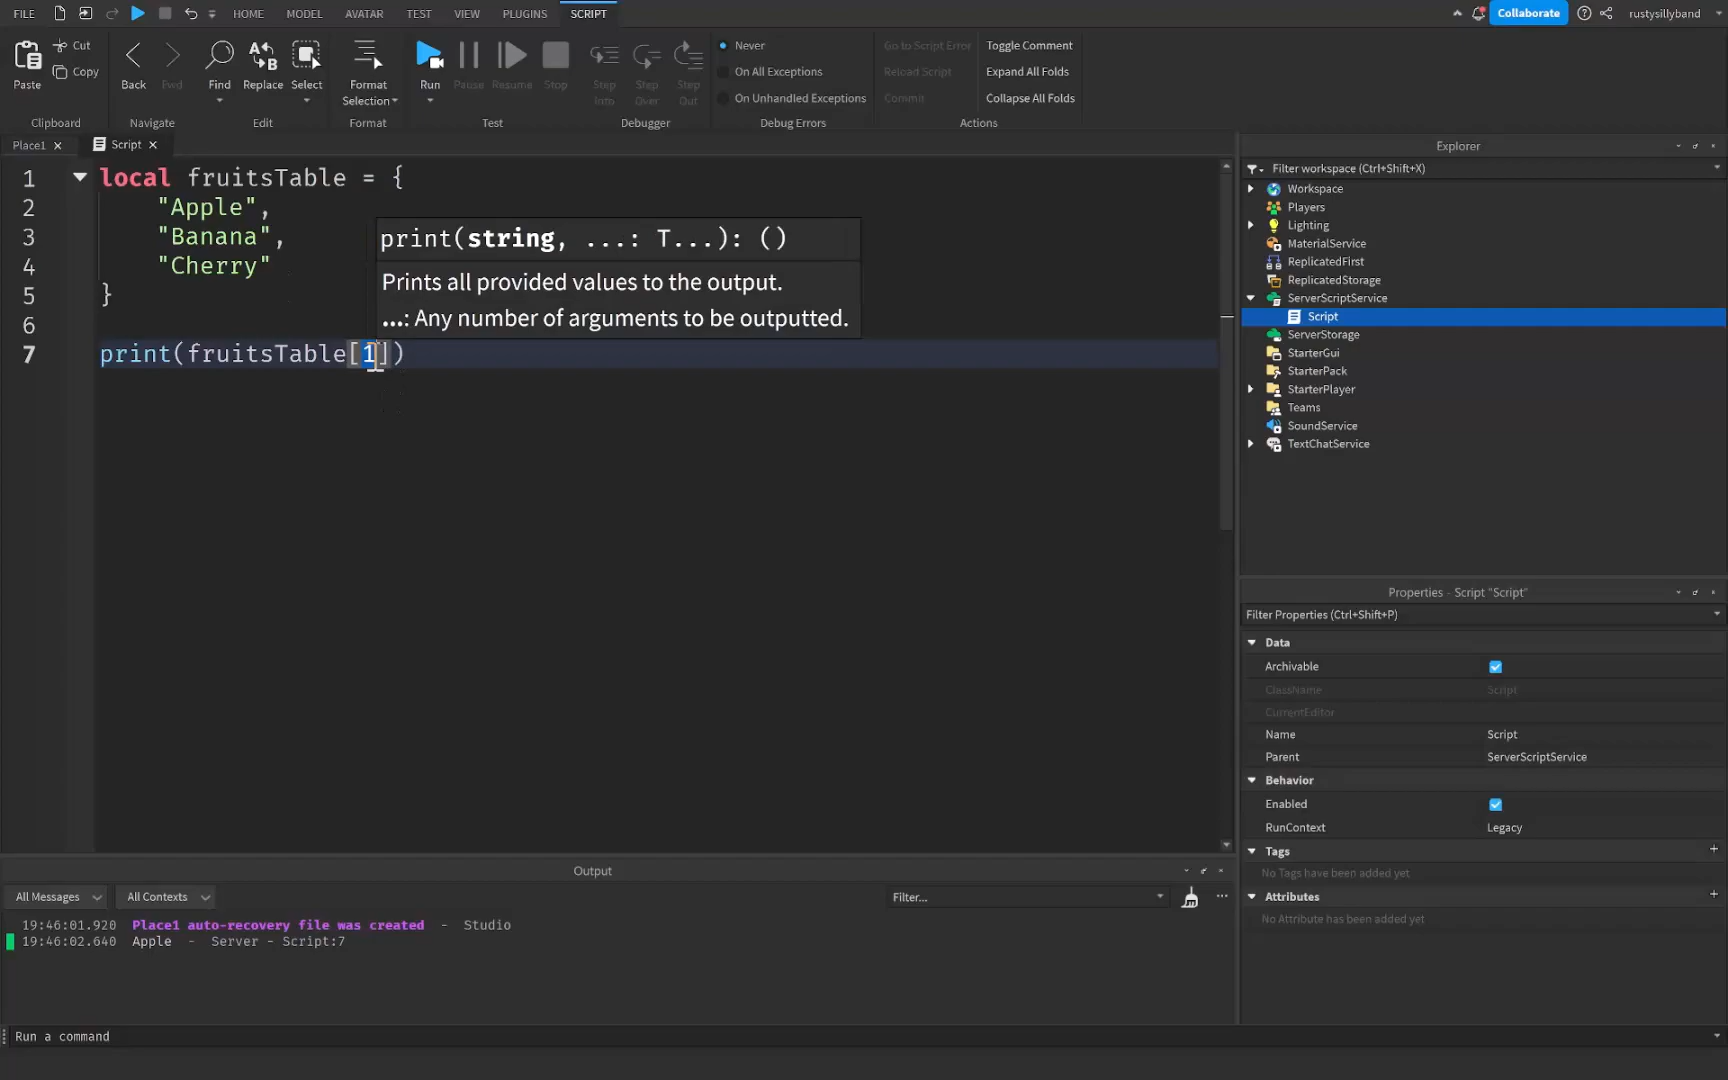 FILE HOME MODEL AVATAR TEST VIEW PLUGINS SCRIPT Collaborate rustysillyband
Paste Cut Copy Clipboard
Back Fwd Navigate
Find Replace Select Edit
Format Selection Format
Run Pause Resume Stop Test
Step Into Step Over Step Out Debugger
Never
On All Exceptions
On Unhandled Exceptions
Debug Errors
Go to Script Error Toggle Comment
Reload Script Expand All Folds
Commit Collapse All Folds
Actions
Place1 Script
1 local fruitsTable = {
2 "Apple",
3 "Banana",
4 "Cherry"
5 }
6
7 print(fruitsTable[1])
print(string, ...: T...): ()
Prints all provided values to the output.
...: Any number of arguments to be outputted.
Explorer
Filter workspace (Ctrl+Shift+X)
Workspace
Players
Lighting
MaterialService
ReplicatedFirst
ReplicatedStorage
ServerScriptService
Script
ServerStorage
StarterGui
StarterPack
StarterPlayer
Teams
SoundService
TextChatService
Properties - Script "Script"
Filter Properties (Ctrl+Shift+P)
Data
Archivable
ClassName Script
CurrentEditor
Name Script
Parent ServerScriptService
Behavior
Enabled
RunContext Legacy
Tags +
No Tags have been added yet
Attributes +
No Attribute has been added yet
Output
All Messages All Contexts Filter... ...
19:46:01.920 Place1 auto-recovery file was created - Studio
19:46:02.640 Apple - Server - Script:7
Run a command